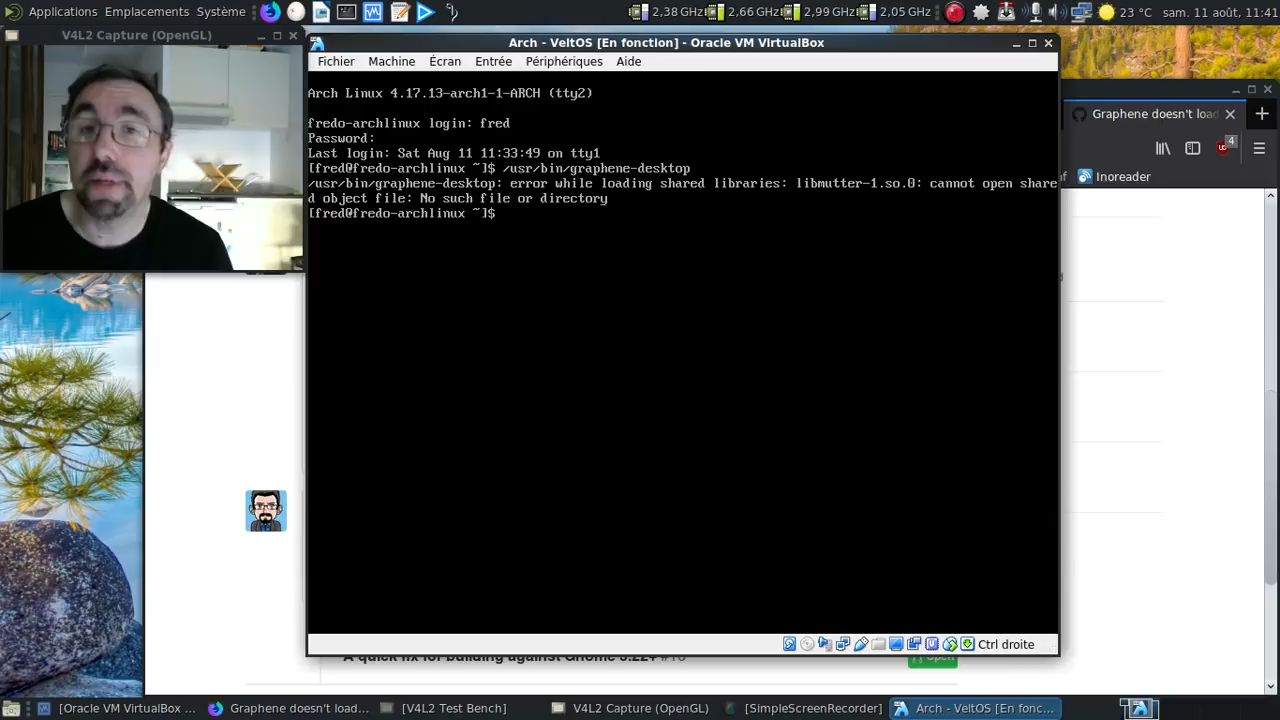 Applications Emplacements Système
2,38 GHz 2,66 GHz 2,99 GHz 2,05 GHz 23 °C sam. 11 août, 11:41
V4L2 Capture (OpenGL)
Arch - VeltOS [En fonction] - Oracle VM VirtualBox
Fichier Machine Écran Entrée Périphériques Aide
Arch Linux 4.17.13-arch1-1-ARCH (tty2)
fredo-archlinux login: fred
Password:
Last login: Sat Aug 11 11:33:49 on tty1
[fred@fredo-archlinux ~]$ /usr/bin/graphene-desktop
/usr/bin/graphene-desktop: error while loading shared libraries: libmutter-1.so.0: cannot open share
d object file: No such file or directory
[fred@fredo-archlinux ~]$
Graphene doesn't load
4
Inoreader
Ctrl droite
A quick fix for building against Gnome 3.22+ #16
Open
[Oracle VM VirtualBox ... Graphene doesn't load... [V4L2 Test Bench] V4L2 Capture (OpenGL) [SimpleScreenRecorder] Arch - VeltOS [En fonc...